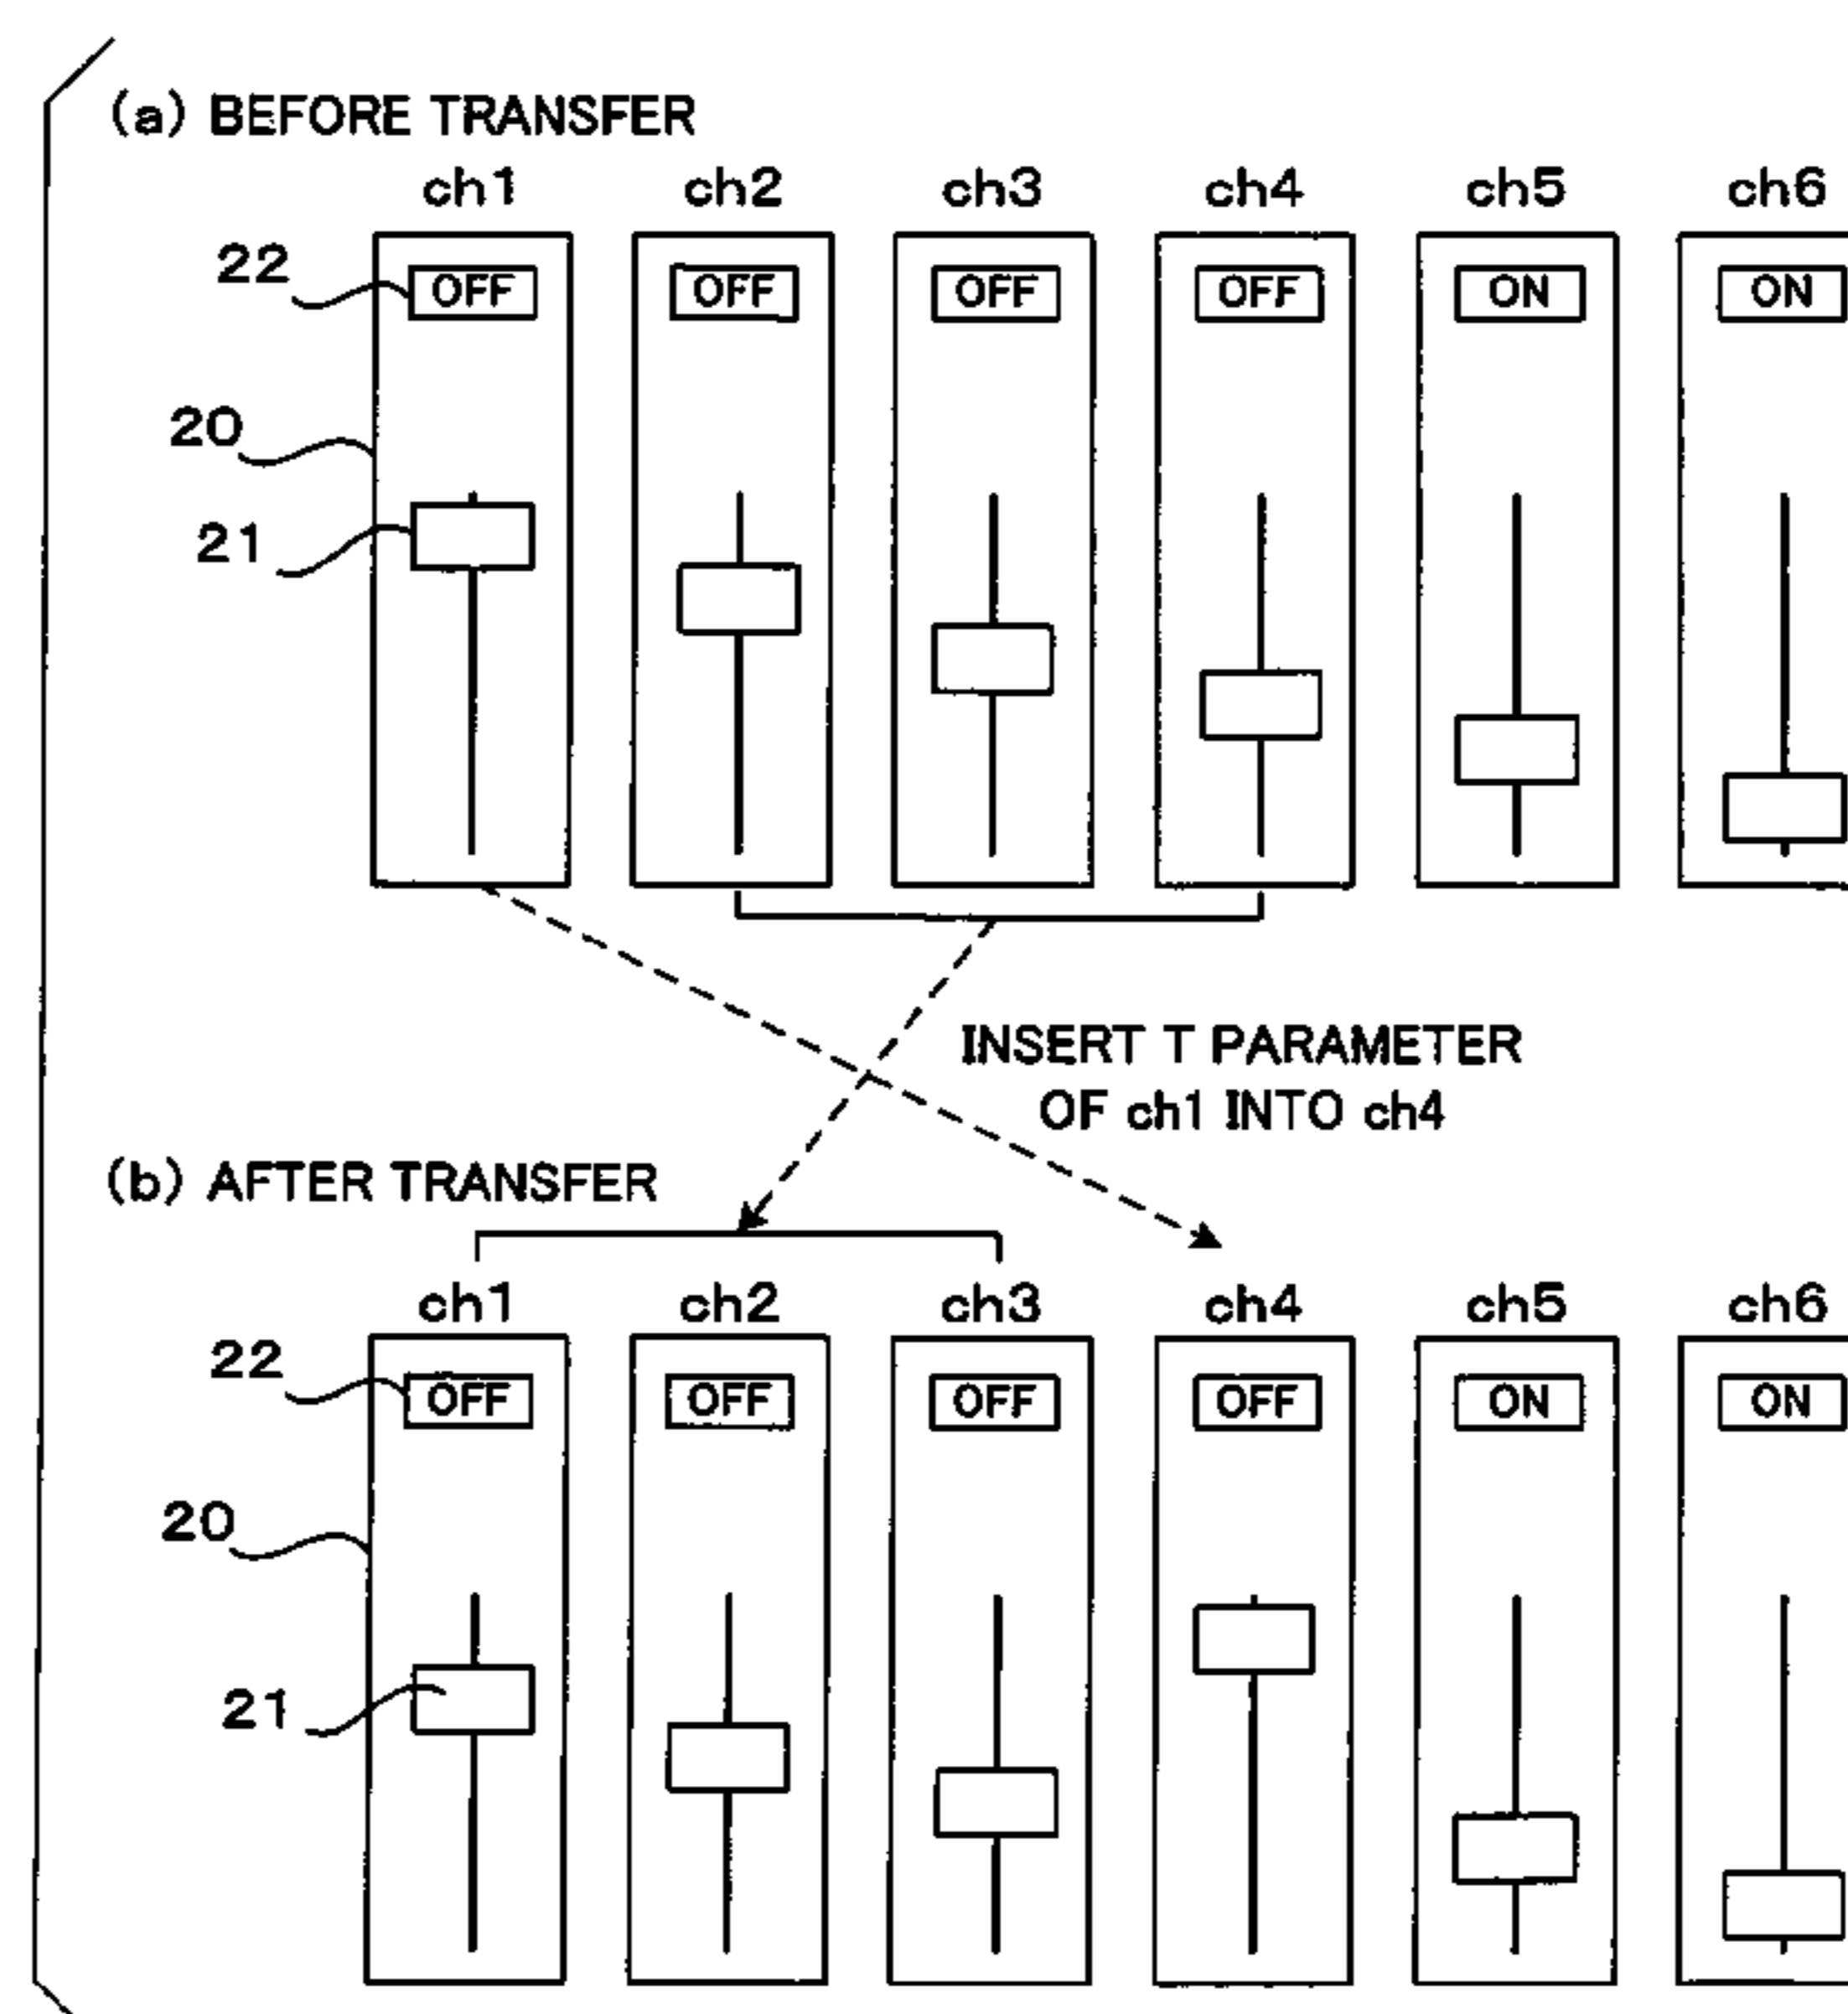 (a) BEFORE TRANSFER
ch1 ch2 ch3 ch4 ch5 ch6
22 OFF OFF OFF OFF ON ON
20
21
INSERT T PARAMETER
OF ch1 INTO ch4
(b) AFTER TRANSFER
ch1 ch2 ch3 ch4 ch5 ch6
22 OFF OFF OFF OFF ON ON
20
21